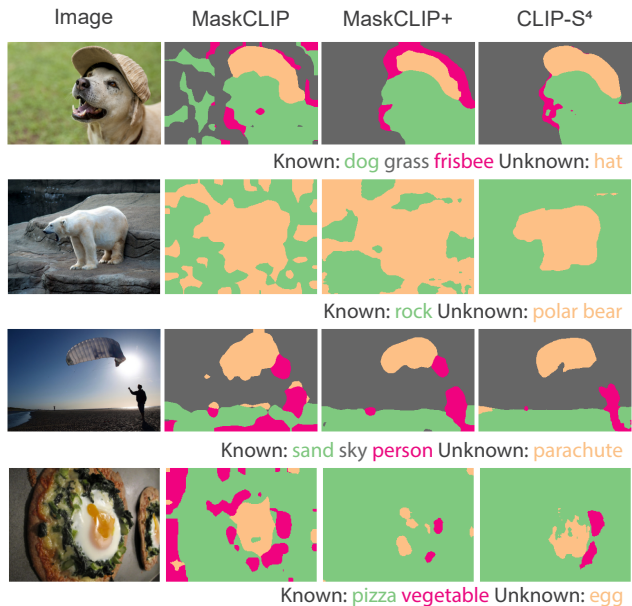 Image MaskCLIP MaskCLIP+ CLIP-S⁴
Known: dog grass frisbee Unknown: hat
Known: rock Unknown: polar bear
Known: sand sky person Unknown: parachute
Known: pizza vegetable Unknown: egg